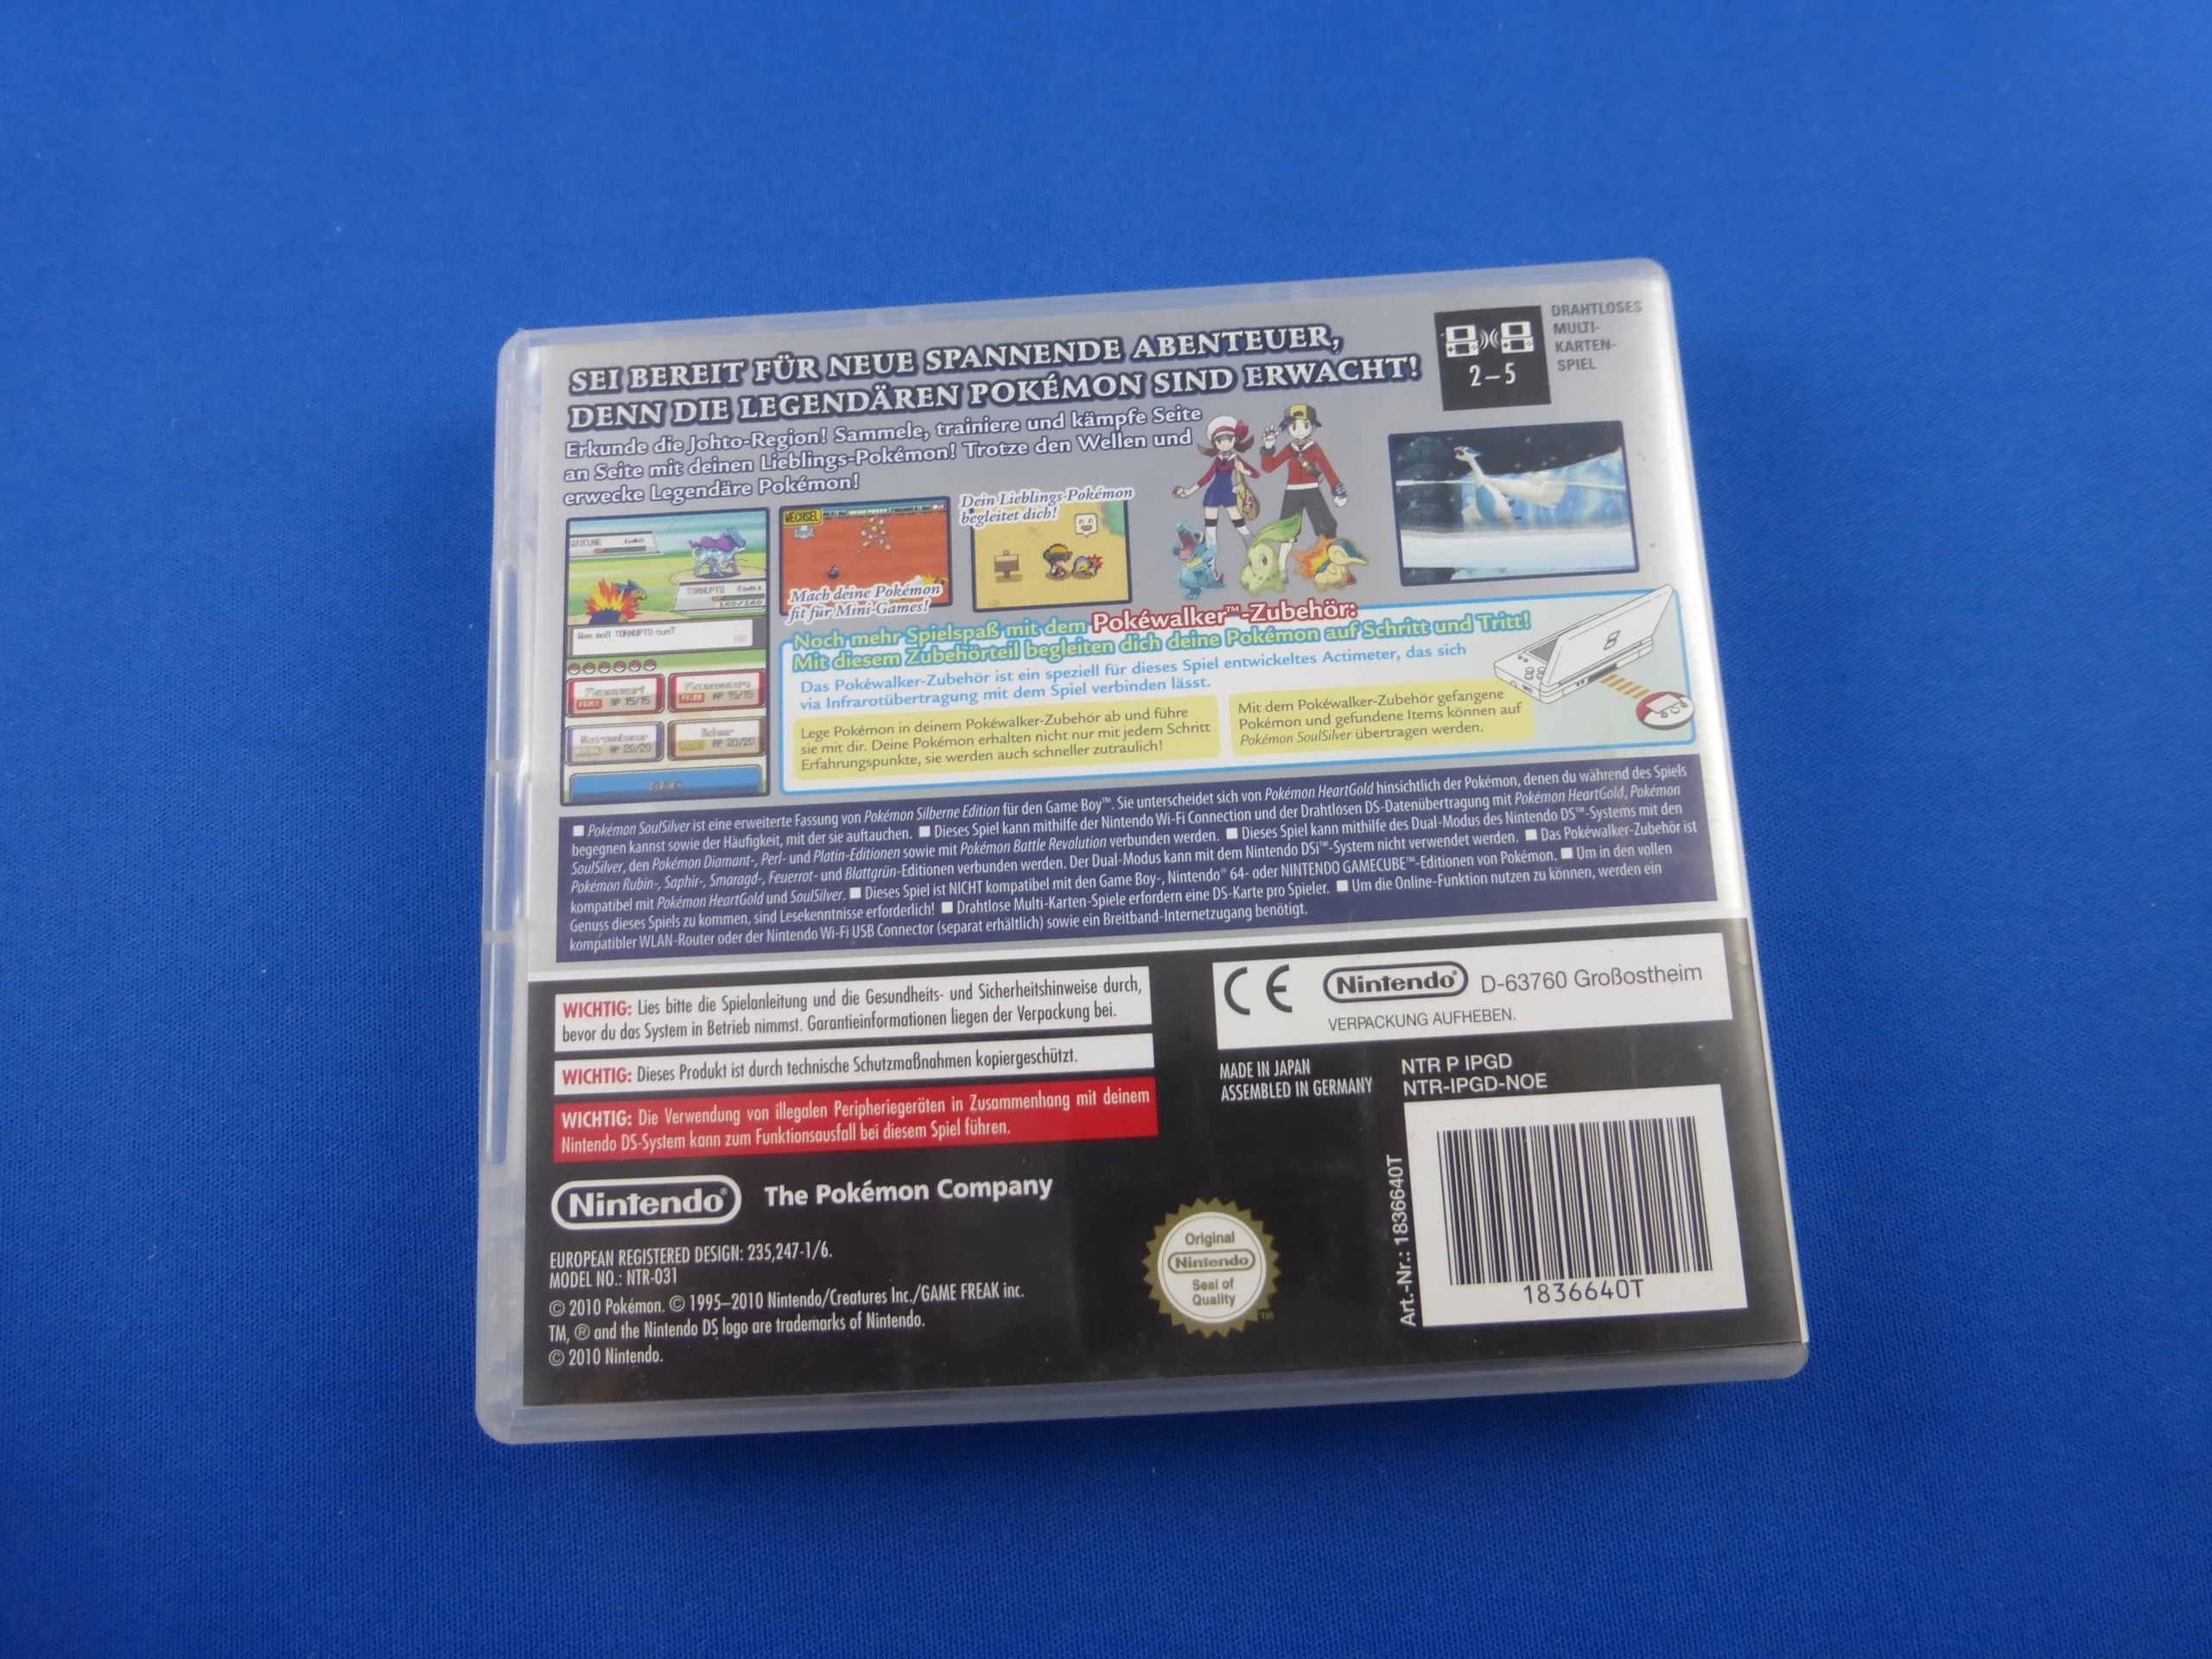 SEI BEREIT FÜR NEUE SPANNENDE ABENTEUER,
DENN DIE LEGENDÄREN POKÉMON SIND ERWACHT!
2–5
DRAHTLOSES
MULTI-
KARTEN-
SPIEL
Erkunde die Johto-Region! Sammele, trainiere und kämpfe Seite
an Seite mit deinen Lieblings-Pokémon! Trotze den Wellen und
erwecke Legendäre Pokémon!
SUICUNE
TORNUPTO
140/140
Was soll TORNUPTO tun?
AP 15/15
AP 15/15
AP 20/20
AP 20/20
WECHSEL
Mach deine Pokémon
fit für Mini-Games!
Dein Lieblings-Pokémon
begleitet dich!
Noch mehr Spielspaß mit dem Pokéwalker™-Zubehör:
Mit diesem Zubehörteil begleiten dich deine Pokémon auf Schritt und Tritt!
Das Pokéwalker-Zubehör ist ein speziell für dieses Spiel entwickeltes Actimeter, das sich
via Infrarotübertragung mit dem Spiel verbinden lässt.
Lege Pokémon in deinem Pokéwalker-Zubehör ab und führe
sie mit dir. Deine Pokémon erhalten nicht nur mit jedem Schritt
Erfahrungspunkte, sie werden auch schneller zutraulich!
Mit dem Pokéwalker-Zubehör gefangene
Pokémon und gefundene Items können auf
Pokémon SoulSilver übertragen werden.
■ Pokémon SoulSilver ist eine erweiterte Fassung von Pokémon Silberne Edition für den Game Boy™. Sie unterscheidet sich von Pokémon HeartGold hinsichtlich der Pokémon, denen du während des Spiels
begegnen kannst sowie der Häufigkeit, mit der sie auftauchen. ■ Dieses Spiel kann mithilfe der Nintendo Wi-Fi Connection und der Drahtlosen DS-Datenübertragung mit Pokémon HeartGold, Pokémon
SoulSilver, den Pokémon Diamant-, Perl- und Platin-Editionen sowie mit Pokémon Battle Revolution verbunden werden. ■ Dieses Spiel kann mithilfe des Dual-Modus des Nintendo DS™-Systems mit den
Pokémon Rubin-, Saphir-, Smaragd-, Feuerrot- und Blattgrün-Editionen verbunden werden. Der Dual-Modus kann mit dem Nintendo DSi™-System nicht verwendet werden. ■ Das Pokéwalker-Zubehör ist
kompatibel mit Pokémon HeartGold und SoulSilver. ■ Dieses Spiel ist NICHT kompatibel mit den Game Boy-, Nintendo® 64- oder NINTENDO GAMECUBE™-Editionen von Pokémon. ■ Um in den vollen
Genuss dieses Spiels zu kommen, sind Lesekenntnisse erforderlich! ■ Drahtlose Multi-Karten-Spiele erfordern eine DS-Karte pro Spieler. ■ Um die Online-Funktion nutzen zu können, werden ein
kompatibler WLAN-Router oder der Nintendo Wi-Fi USB Connector (separat erhältlich) sowie ein Breitband-Internetzugang benötigt.
WICHTIG: Lies bitte die Spielanleitung und die Gesundheits- und Sicherheitshinweise durch,
bevor du das System in Betrieb nimmst. Garantieinformationen liegen der Verpackung bei.
WICHTIG: Dieses Produkt ist durch technische Schutzmaßnahmen kopiergeschützt.
WICHTIG: Die Verwendung von illegalen Peripheriegeräten in Zusammenhang mit deinem
Nintendo DS-System kann zum Funktionsausfall bei diesem Spiel führen.
CE Nintendo® D-63760 Großostheim
VERPACKUNG AUFHEBEN.
MADE IN JAPAN
ASSEMBLED IN GERMANY
NTR P IPGD
NTR-IPGD-NOE
Art.-Nr.: 1836640T
1836640T
Nintendo® The Pokémon Company
EUROPEAN REGISTERED DESIGN: 235,247-1/6.
MODEL NO.: NTR-031
© 2010 Pokémon. © 1995–2010 Nintendo/Creatures Inc./GAME FREAK inc.
TM, ® and the Nintendo DS logo are trademarks of Nintendo.
© 2010 Nintendo.
Original
Nintendo
Seal of
Quality
TM